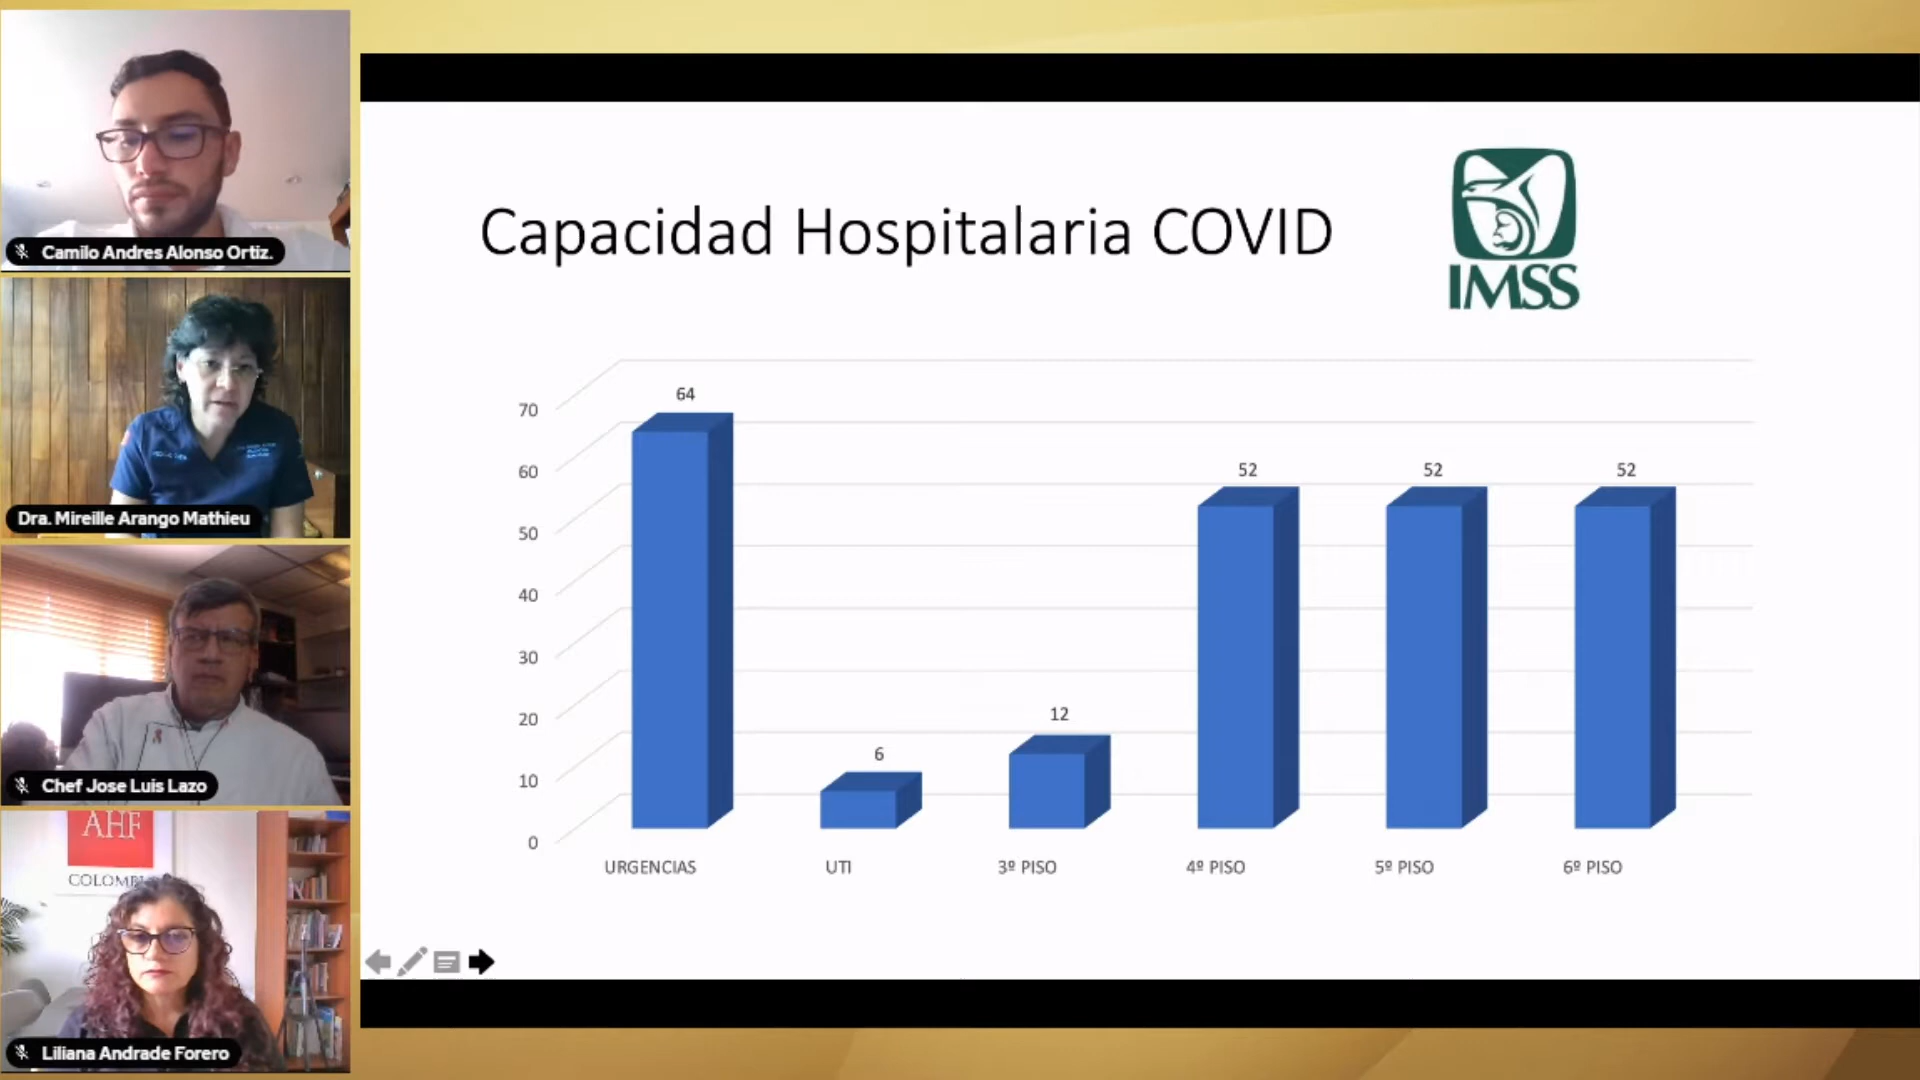 Camilo Andres Alonso Ortiz.
Dra. Mireille Arango Mathieu
Chef Jose Luis Lazo
AHF
Liliana Andrade Forero
Capacidad Hospitalaria COVID
IMSS
70
60
50
40
30
20
10
0
64
6
12
52
52
52
URGENCIAS
UTI
3º PISO
4º PISO
5º PISO
6º PISO